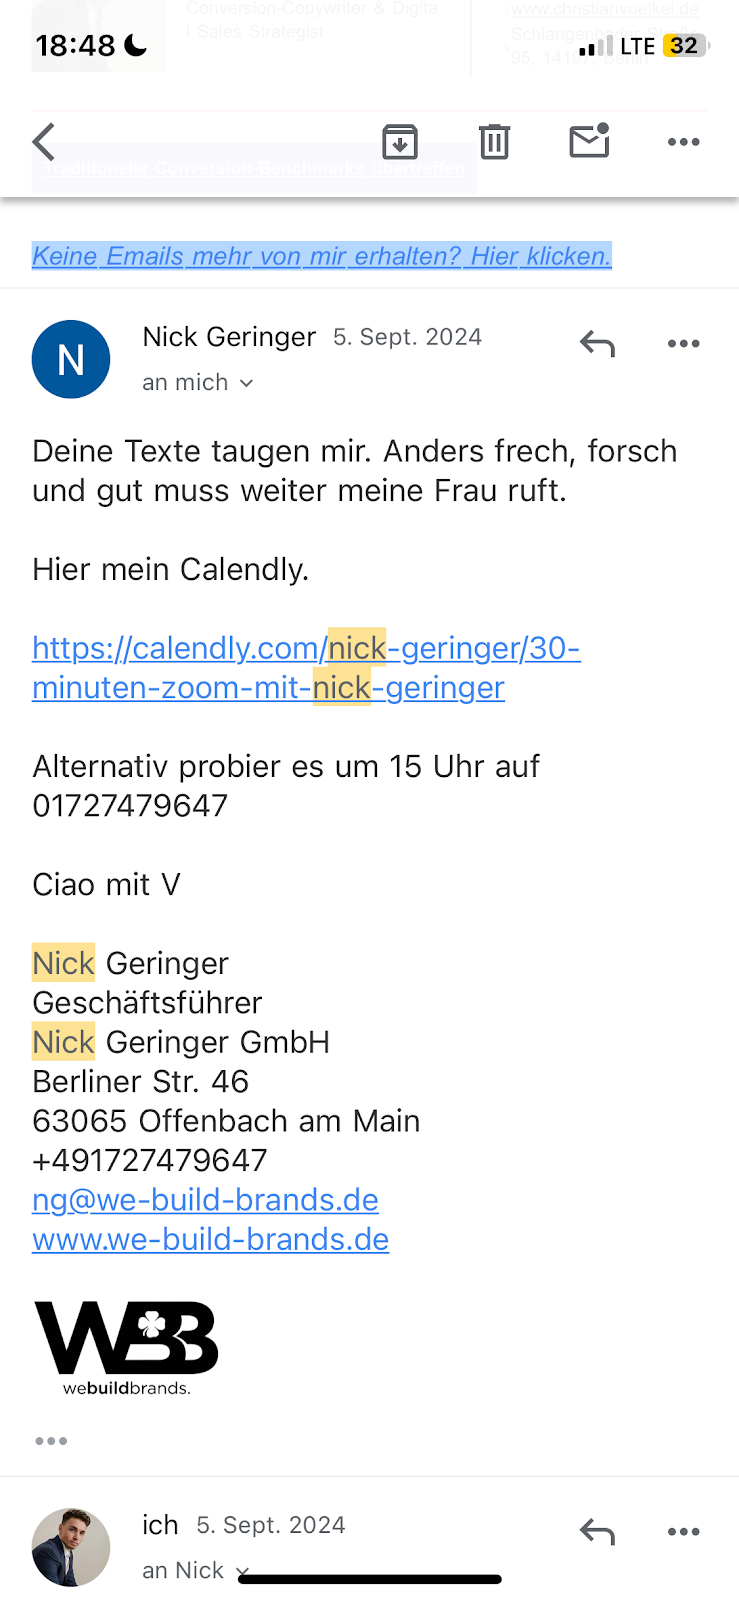 Conversion-Copywriter & Digita
l Sales Strategist
www.christianvoelkel.de
Schlangenbader
95, 14197, Berlin
18:48
LTE 32
Traditionelle Conversion-Benchmarks übertreffen
Keine Emails mehr von mir erhalten? Hier klicken.
N
Nick Geringer 5. Sept. 2024
an mich
Deine Texte taugen mir. Anders frech, forsch
und gut muss weiter meine Frau ruft.
Hier mein Calendly.
https://calendly.com/nick-geringer/30-
minuten-zoom-mit-nick-geringer
Alternativ probier es um 15 Uhr auf
01727479647
Ciao mit V
Nick Geringer
Geschäftsführer
Nick Geringer GmbH
Berliner Str. 46
63065 Offenbach am Main
+491727479647
ng@we-build-brands.de
www.we-build-brands.de
WBB
webuildbrands.
ich 5. Sept. 2024
an Nick